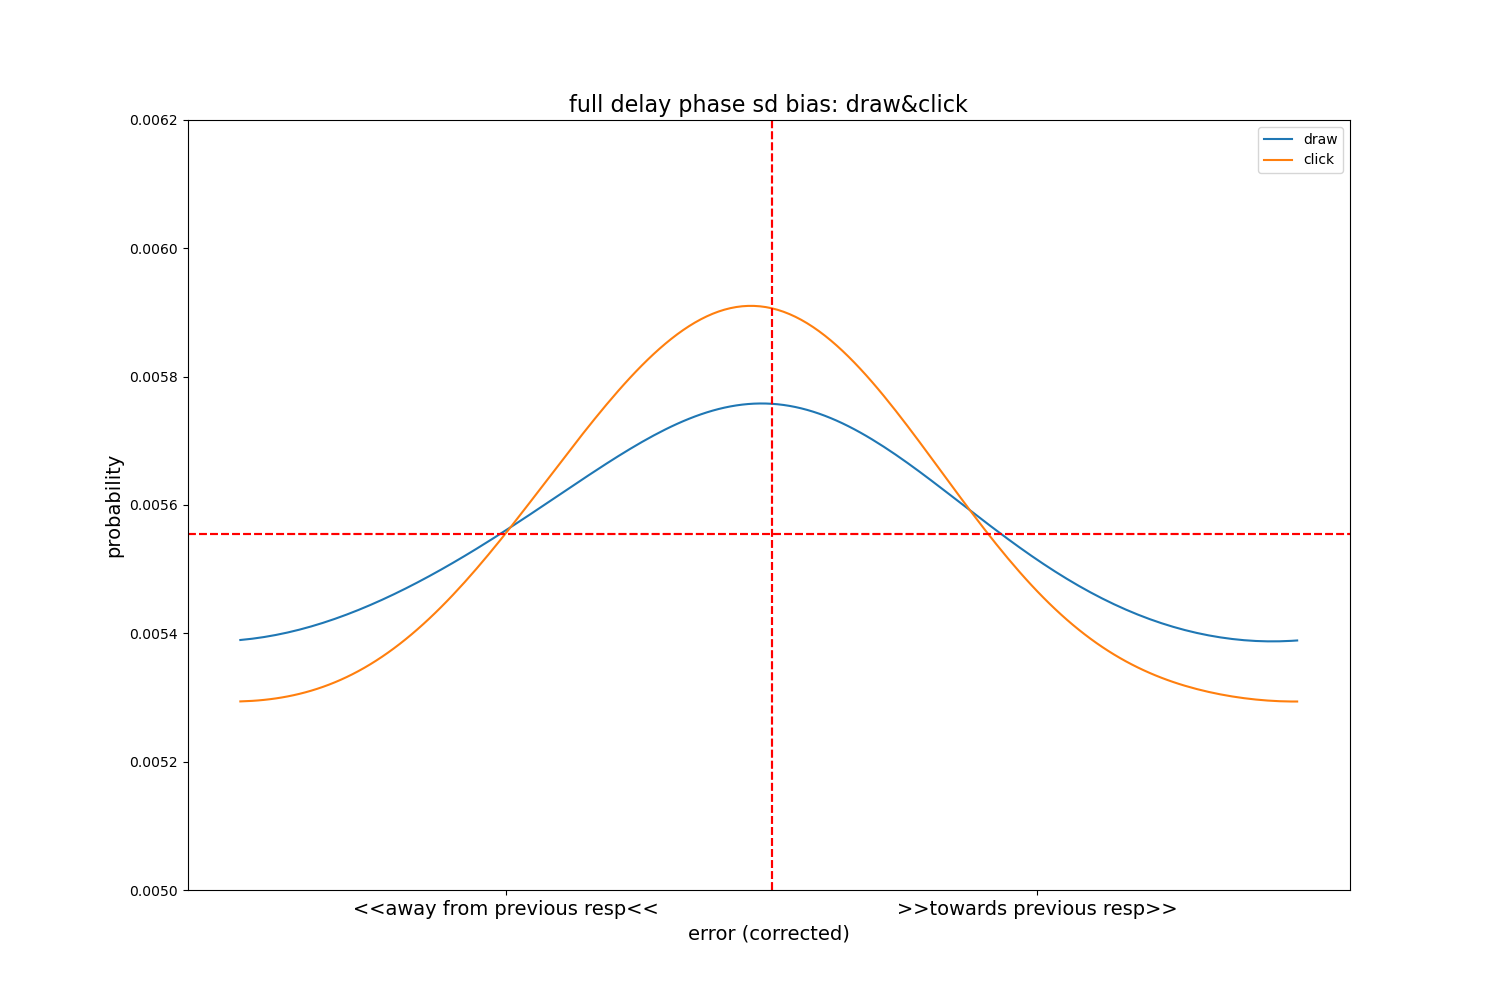 full delay phase sd bias: draw&click
draw
click
0.0062
0.0060
0.0058
0.0056
0.0054
0.0052
0.0050
probability
<<away from previous resp<<
>>towards previous resp>>
error (corrected)